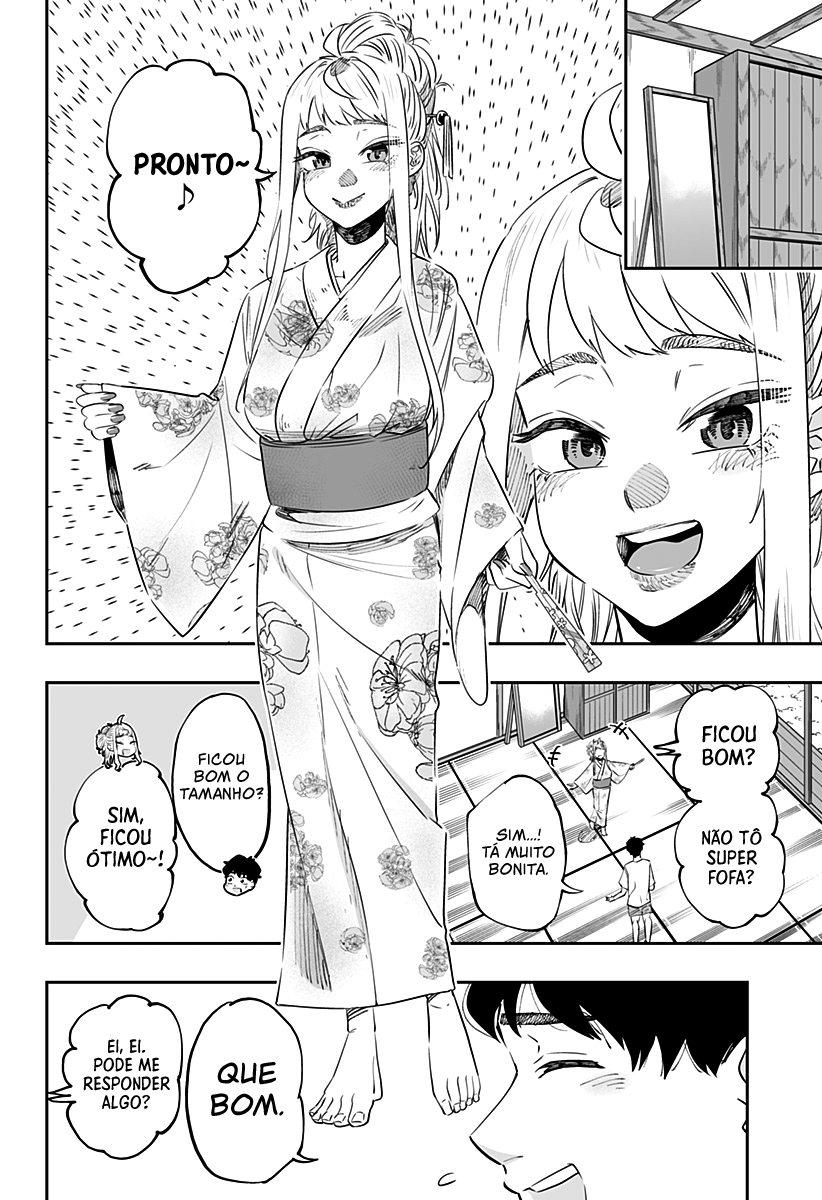 PRONTO~
♪
FICOU
BOM?
NÃO TÔ
SUPER
FOFA?
SIM...!
TÁ MUITO
BONITA.
FICOU
BOM O
TAMANHO?
SIM,
FICOU
ÓTIMO~!
QUE
BOM.
EI, EI.
PODE ME
RESPONDER
ALGO?